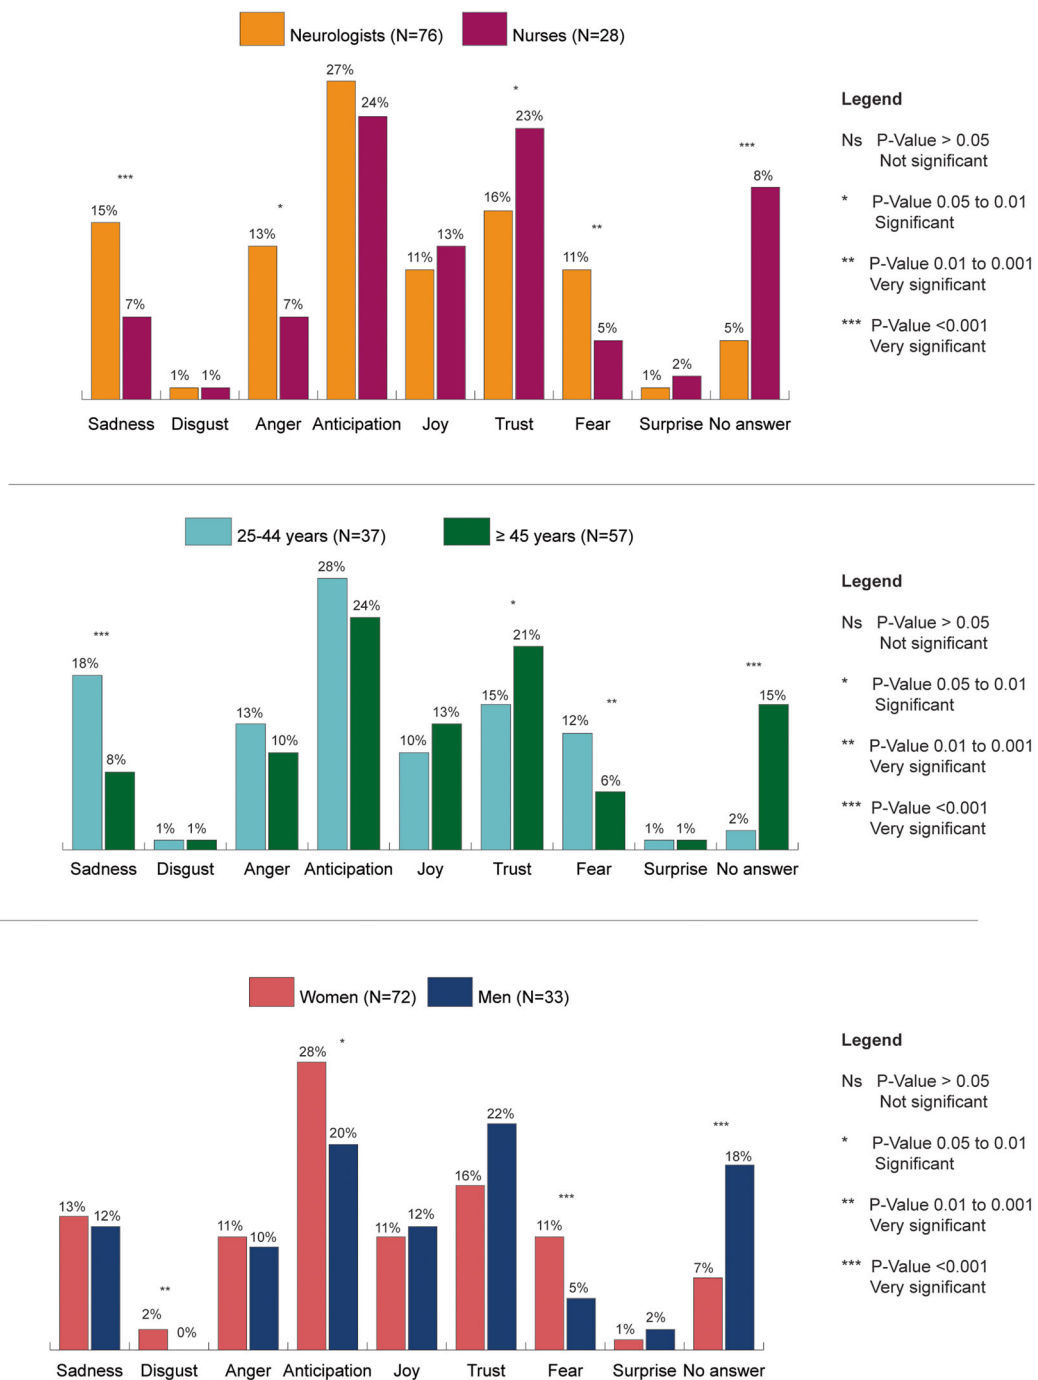 Neurologists (N=76) Nurses (N=28)
27%
24%
* 23%
*** 15%
*
13%
13%
16%
**
11%
***
8%
7%
7%
11%
5%
5%
1% 1%
1% 2%
Sadness Disgust Anger Anticipation Joy Trust Fear Surprise No answer
Legend
Ns P-Value > 0.05
Not significant
* P-Value 0.05 to 0.01
Significant
** P-Value 0.01 to 0.001
Very significant
*** P-Value <0.001
Very significant
25-44 years (N=37) ≥ 45 years (N=57)
28%
24%
*
21%
***
18%
***
15%
13%
10%
10%
13%
15%
12%
**
8%
6%
1% 1%
1% 1%
2%
Sadness Disgust Anger Anticipation Joy Trust Fear Surprise No answer
Legend
Ns P-Value > 0.05
Not significant
* P-Value 0.05 to 0.01
Significant
** P-Value 0.01 to 0.001
Very significant
*** P-Value <0.001
Very significant
Women (N=72) Men (N=33)
28%
*
20%
22%
***
18%
16%
***
13% 12%
11% 10%
11% 12%
11%
5%
7%
**
2% 0%
1% 2%
Sadness Disgust Anger Anticipation Joy Trust Fear Surprise No answer
Legend
Ns P-Value > 0.05
Not significant
* P-Value 0.05 to 0.01
Significant
** P-Value 0.01 to 0.001
Very significant
*** P-Value <0.001
Very significant